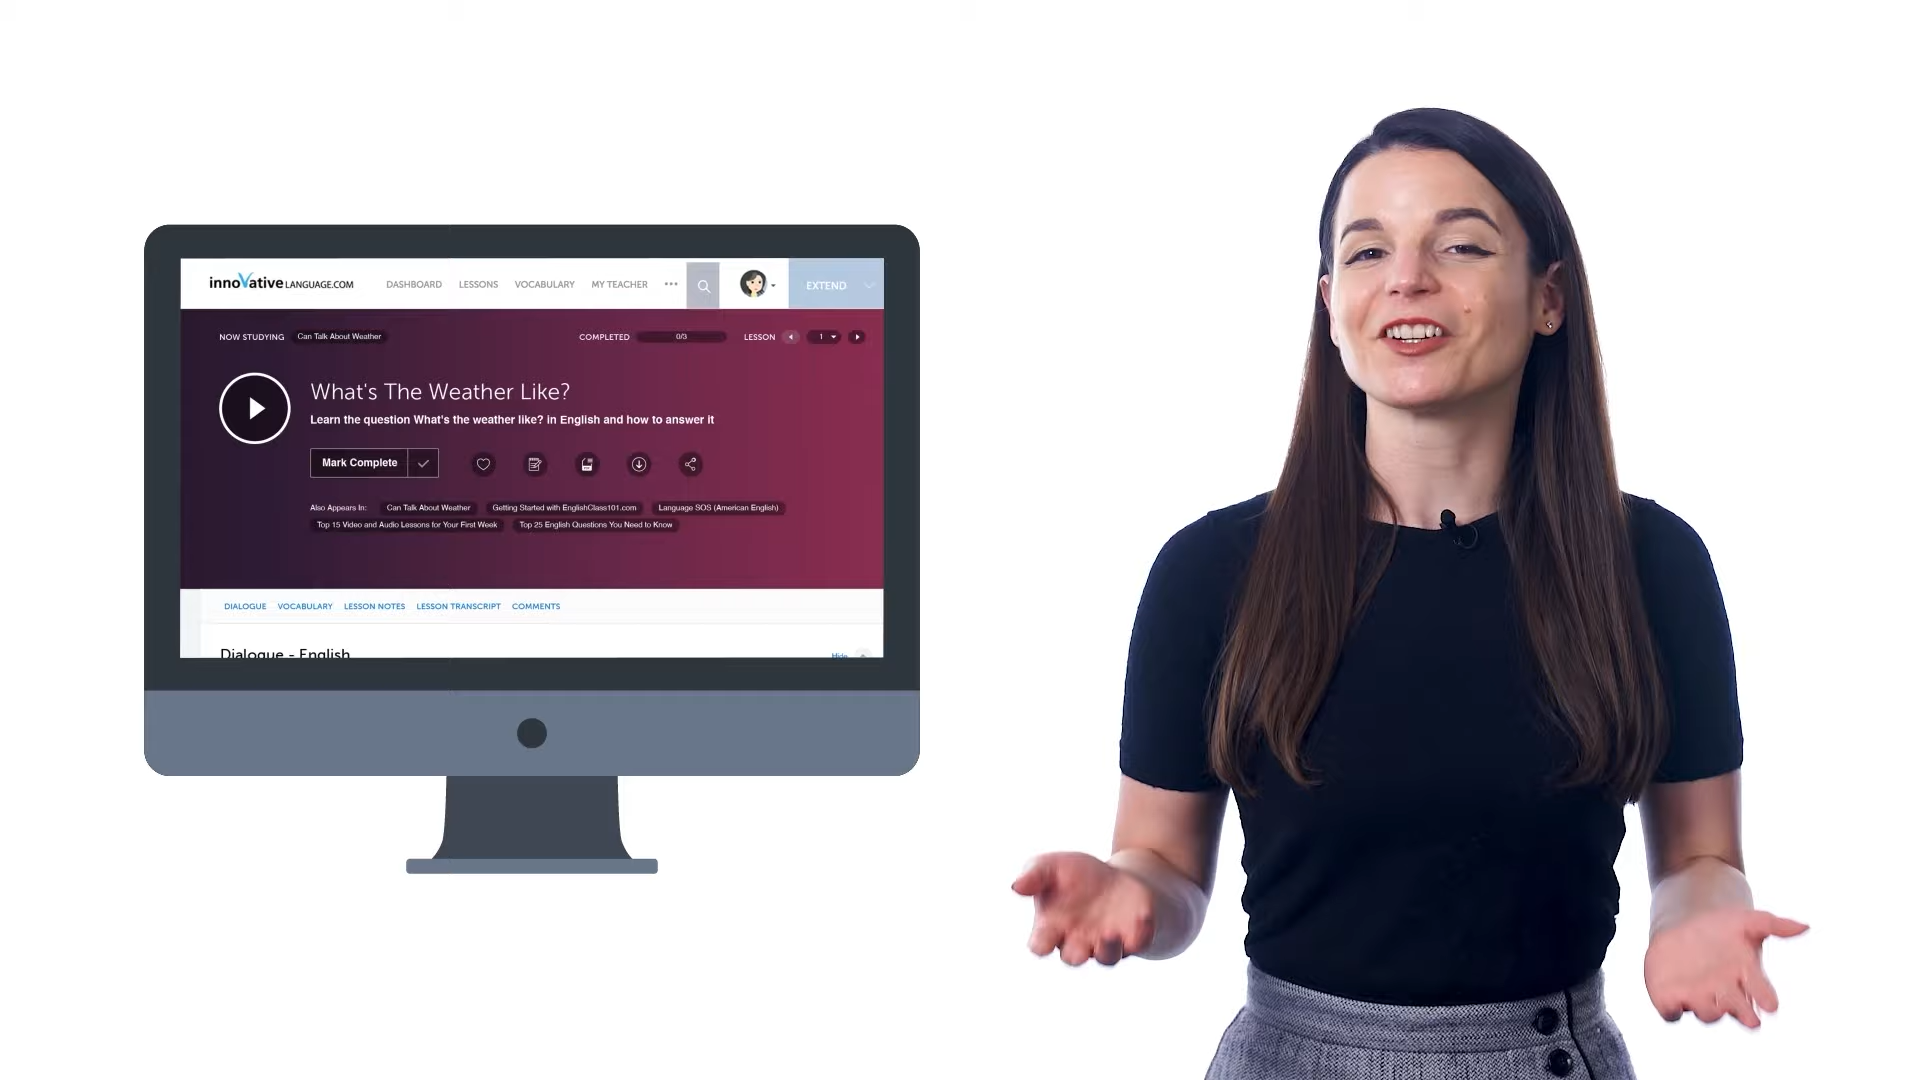 innoVative LANGUAGE.COM DASHBOARD LESSONS VOCABULARY MY TEACHER ••• EXTEND
NOW STUDYING Can Talk About Weather COMPLETED 0/3 LESSON 1
What's The Weather Like?
Learn the question What's the weather like? in English and how to answer it
Mark Complete
Also Appears In: Can Talk About Weather Getting Started with EnglishClass101.com Language SOS (American English)
Top 15 Video and Audio Lessons for Your First Week Top 25 English Questions You Need to Know
DIALOGUE VOCABULARY LESSON NOTES LESSON TRANSCRIPT COMMENTS
Dialogue - English Hide